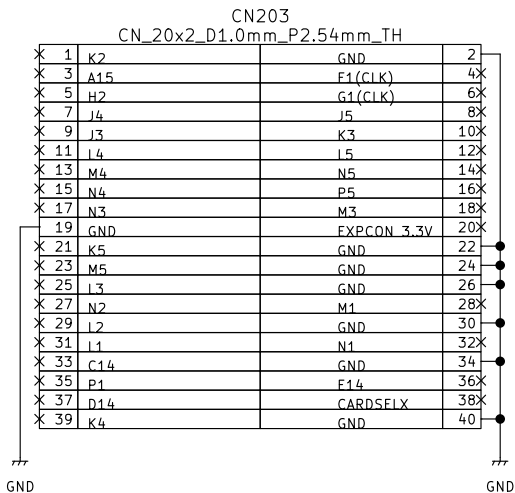 CN203
CN_20x2_D1.0mm_P2.54mm_TH
1 K2 GND 2
3 A15 F1(CLK) 4
5 H2 G1(CLK) 6
7 J4 J5 8
9 J3 K3 10
11 L4 L5 12
13 M4 N5 14
15 N4 P5 16
17 N3 M3 18
19 GND EXPCON_3.3V 20
21 K5 GND 22
23 M5 GND 24
25 L3 GND 26
27 N2 M1 28
29 L2 GND 30
31 L1 N1 32
33 C14 GND 34
35 P1 E14 36
37 D14 CARDSELX 38
39 K4 GND 40
GND GND